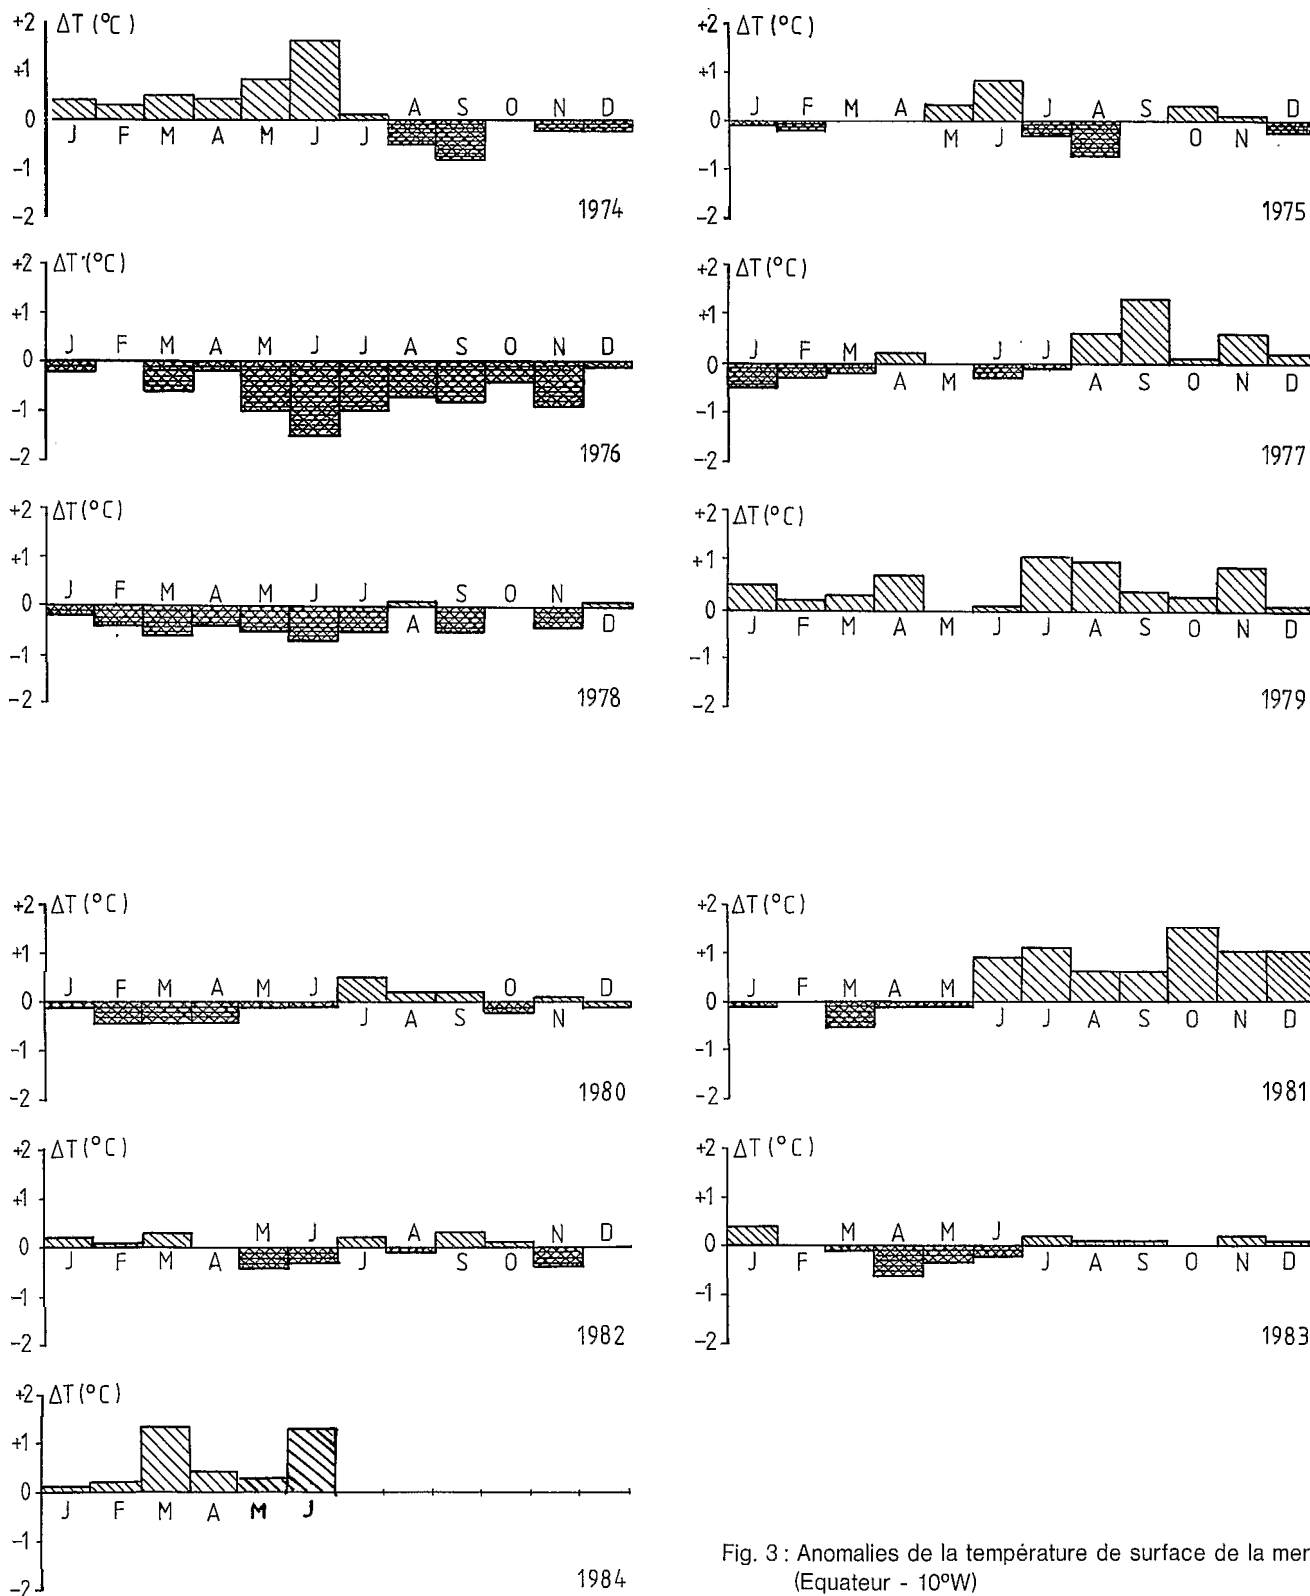 +2 ΔT (°C)
+1
0
-1
-2
J F M A M J J A S O N D
1974
+2 ΔT (°C)
+1
0
-1
-2
J F M A M J J A S O N D
1975
+2 ΔT (°C)
+1
0
-1
-2
J F M A M J J A S O N D
1976
+2 ΔT (°C)
+1
0
-1
-2
J F M A M J J A S O N D
1977
+2 ΔT (°C)
+1
0
-1
-2
J F M A M J J A S O N D
1978
+2 ΔT (°C)
+1
0
-1
-2
J F M A M J J A S O N D
1979
+2 ΔT (°C)
+1
0
-1
-2
J F M A M J J A S O N D
1980
+2 ΔT (°C)
+1
0
-1
-2
J M A M J J A S O N D
1981
+2 ΔT (°C)
+1
0
-1
-2
J F M A M J J A S O N D
1982
+2 ΔT (°C)
+1
0
-1
-2
J F M A M J J A S O N D
1983
+2 ΔT (°C)
+1
0
-1
-2
J F M A M J
1984
Fig. 3 : Anomalies de la température de surface de la mer
(Equateur - 10°W)